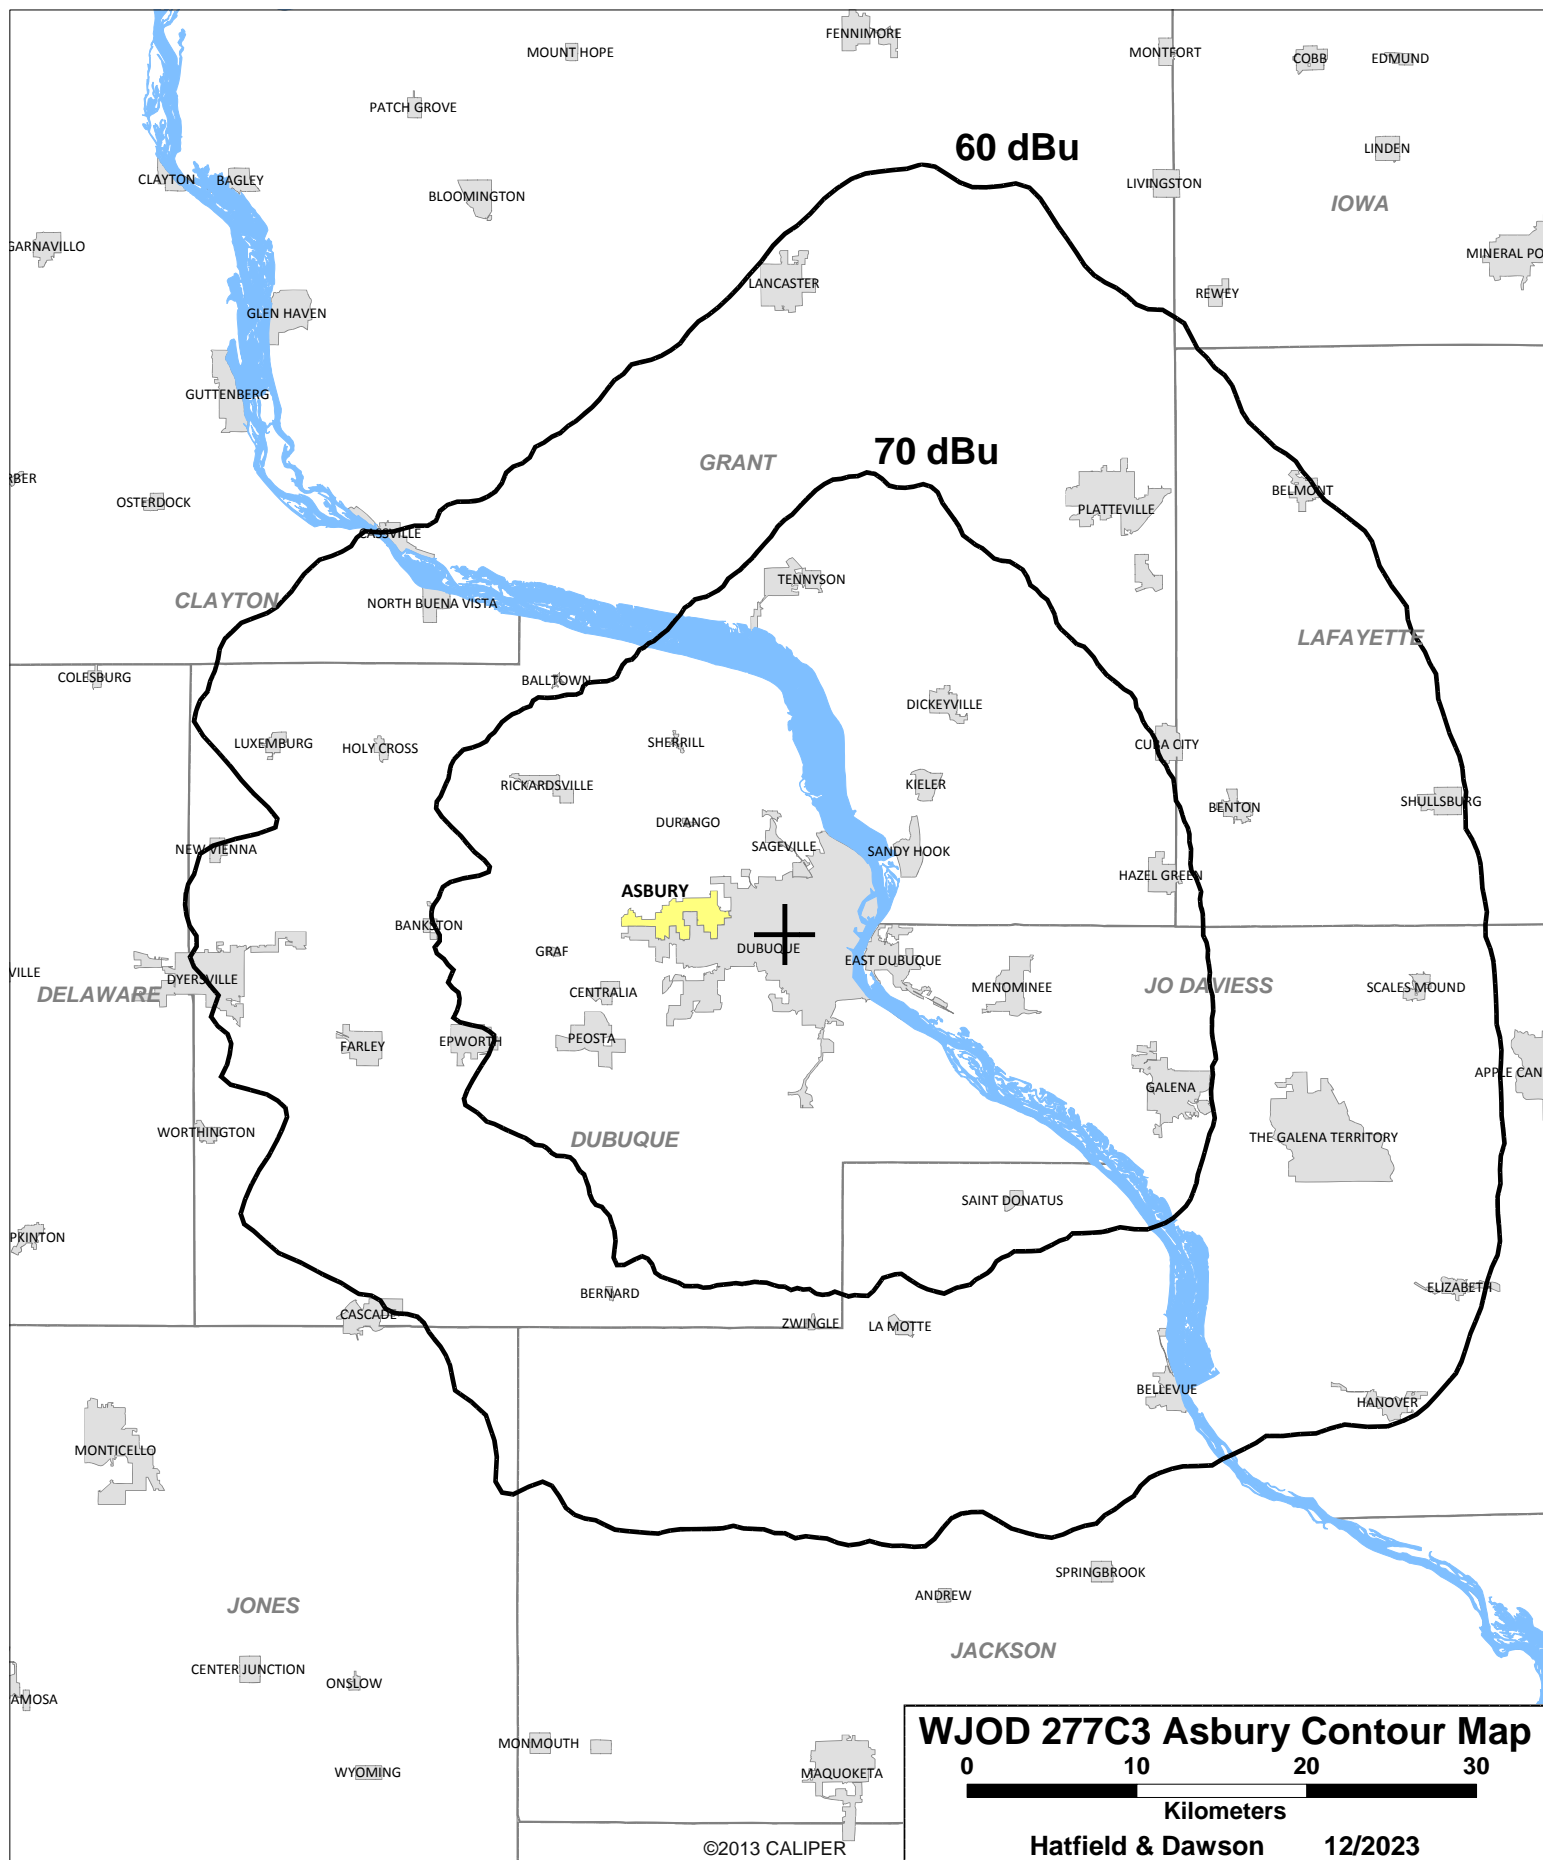 FENNIMORE
MOUNT HOPE
MONTFORT
COBB
EDMUND
PATCH GROVE
60 dBu
LINDEN
CLAYTON
BAGLEY
BLOOMINGTON
LIVINGSTON
IOWA
GARNAVILLO
MINERAL PO
LANCASTER
REWEY
GLEN HAVEN
GUTTENBERG
70 dBu
GRANT
RBER
BELMONT
OSTERDOCK
PLATTEVILLE
CASSVILLE
TENNYSON
CLAYTON
NORTH BUENA VISTA
LAFAYETTE
COLESBURG
BALLTOWN
DICKEYVILLE
LUXEMBURG
HOLY CROSS
SHERRILL
CUBA CITY
RICKARDSVILLE
KIELER
SHULLSBURG
BENTON
DURANGO
NEW VIENNA
SAGEVILLE
SANDY HOOK
HAZEL GREEN
ASBURY
BANKSTON
GRAF
DUBUQUE
EAST DUBUQUE
VILLE
DYERSVILLE
DELAWARE
CENTRALIA
MENOMINEE
JO DAVIESS
SCALES MOUND
FARLEY
EPWORTH
PEOSTA
APPLE CAN
GALENA
WORTHINGTON
DUBUQUE
THE GALENA TERRITORY
SAINT DONATUS
PKINTON
BERNARD
ELIZABETH
CASCADE
ZWINGLE
LA MOTTE
BELLEVUE
HANOVER
MONTICELLO
SPRINGBROOK
ANDREW
JONES
JACKSON
CENTER JUNCTION
ONSLOW
AMOSA
MONMOUTH
WYOMING
MAQUOKETA
WJOD 277C3 Asbury Contour Map
0 10 20 30
Kilometers
Hatfield & Dawson 12/2023
©2013 CALIPER